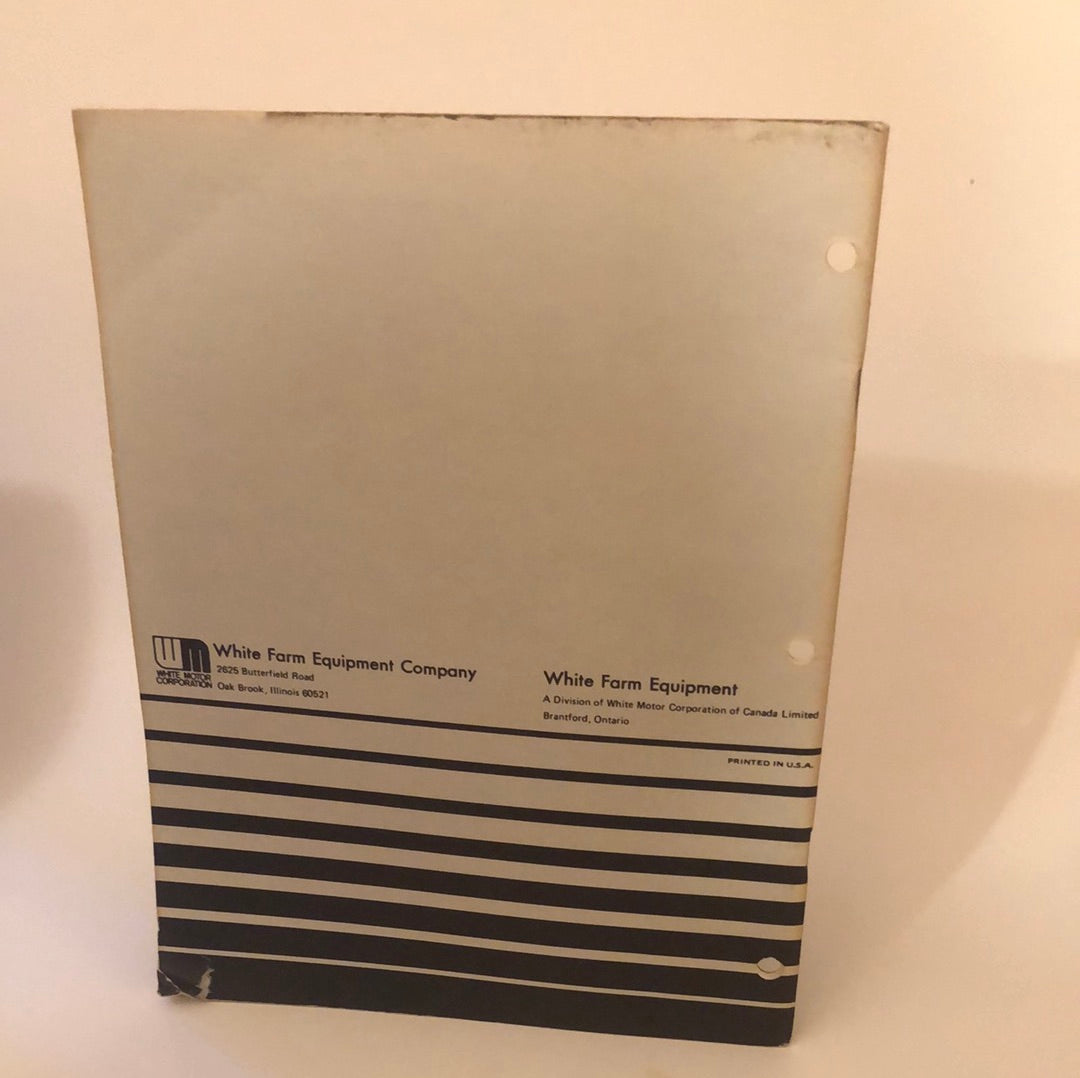 WM
WHITE MOTOR
CORPORATION
White Farm Equipment Company
2625 Butterfield Road
Oak Brook, Illinois 60521
White Farm Equipment
A Division of White Motor Corporation of Canada Limited
Brantford, Ontario
PRINTED IN U.S.A.